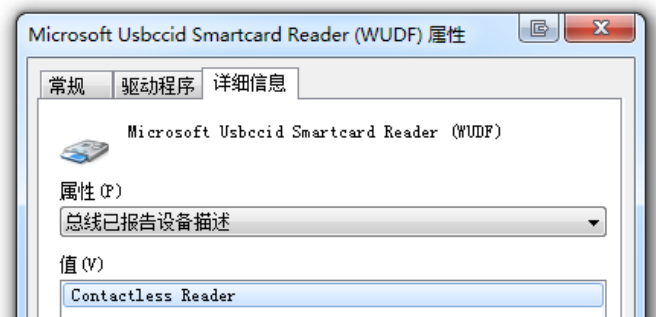 Microsoft Usbccid Smartcard Reader (WUDF) 属性
常规 驱动程序 详细信息
Microsoft Usbccid Smartcard Reader (WUDF)
属性(P)
总线已报告设备描述
值(V)
Contactless Reader